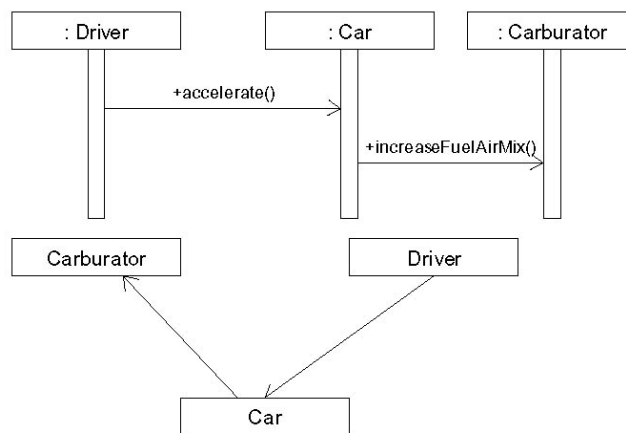 : Driver
: Car
: Carburator
+accelerate()
+increaseFuelAirMix()
Carburator
Driver
Car